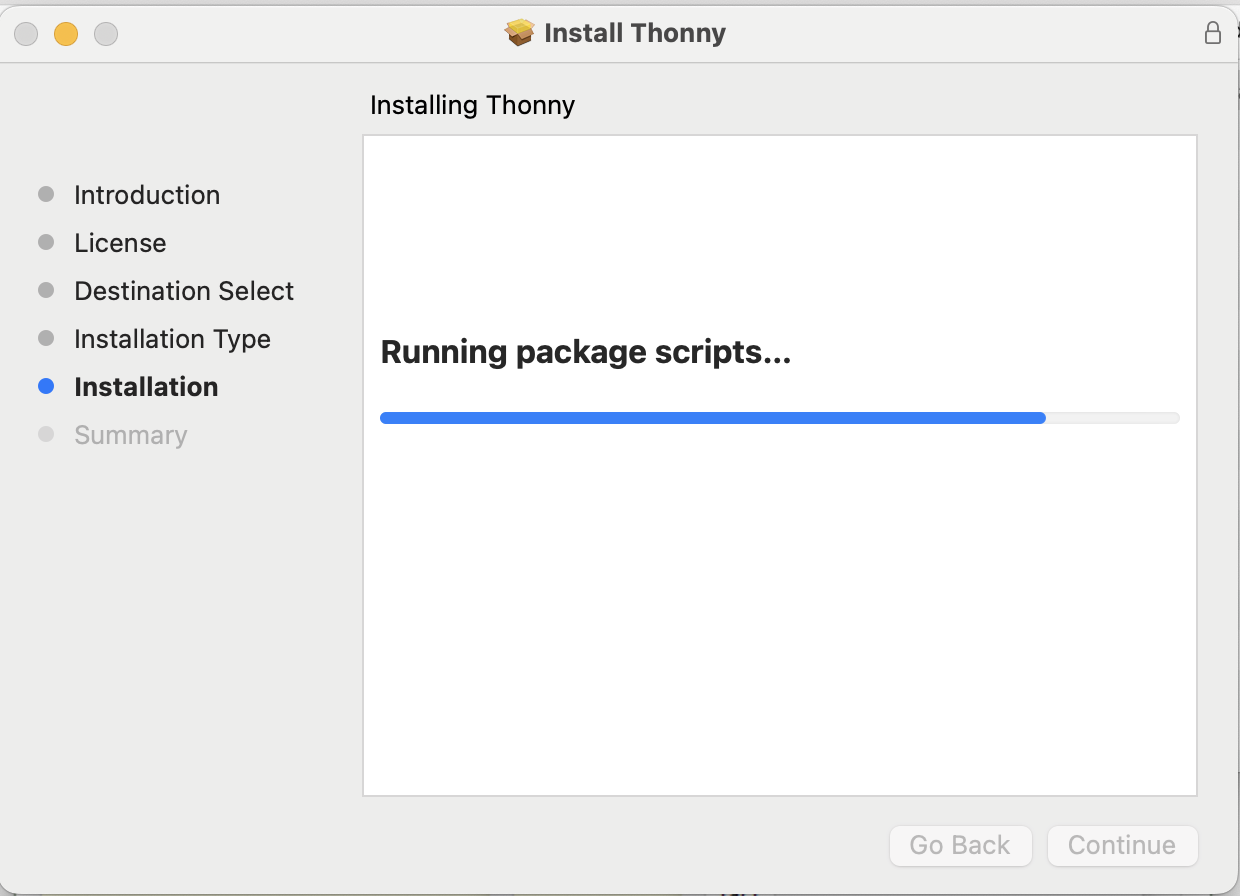 Install Thonny
Installing Thonny
Introduction
License
Destination Select
Installation Type
Installation
Summary
Running package scripts...
Go Back
Continue